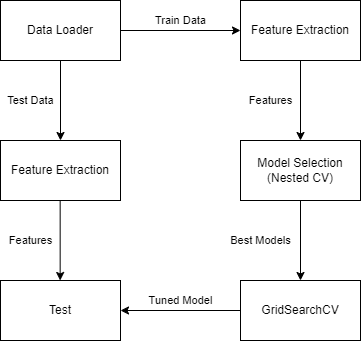 Data Loader
Train Data
Feature Extraction
Test Data
Features
Feature Extraction
Model Selection
(Nested CV)
Features
Best Models
Test
Tuned Model
GridSearchCV